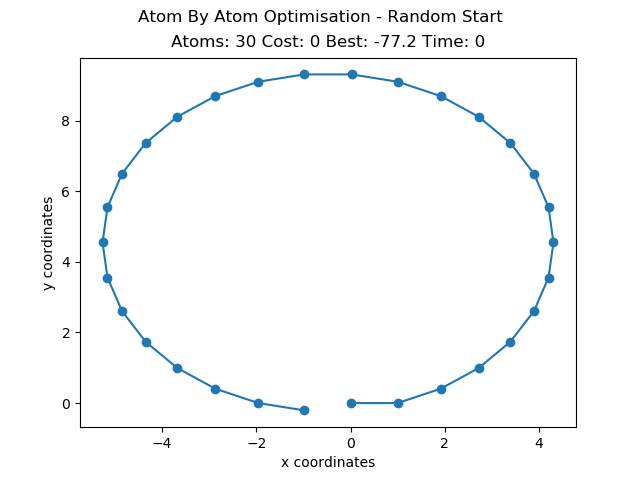 Atom By Atom Optimisation - Random Start
Atoms: 30 Cost: 0 Best: -77.2 Time: 0
8
6
4
2
0
y coordinates
−4 −2 0 2 4
x coordinates